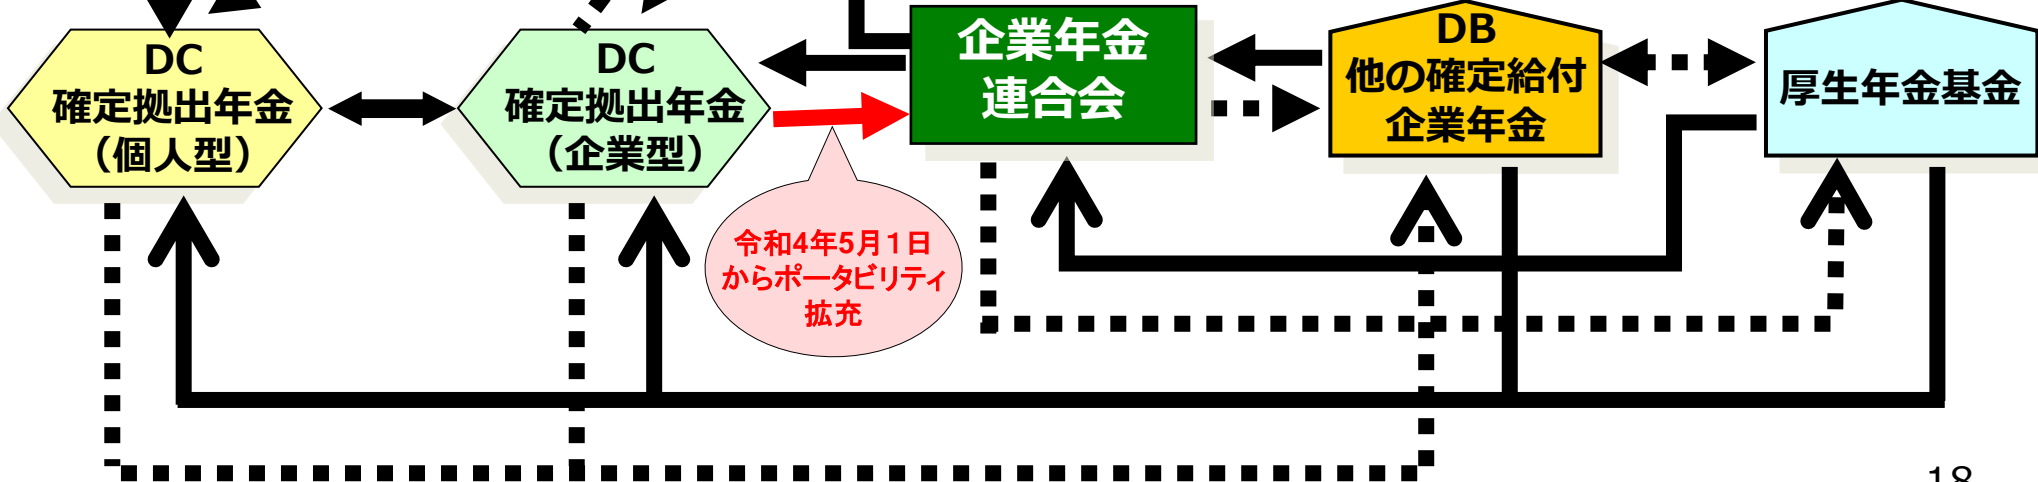 DC
確定拠出年金
（個人型）
DC
確定拠出年金
（企業型）
企業年金
連合会
DB
他の確定給付
企業年金
厚生年金基金
令和4年5月１日
からポータビリティ
拡充
18